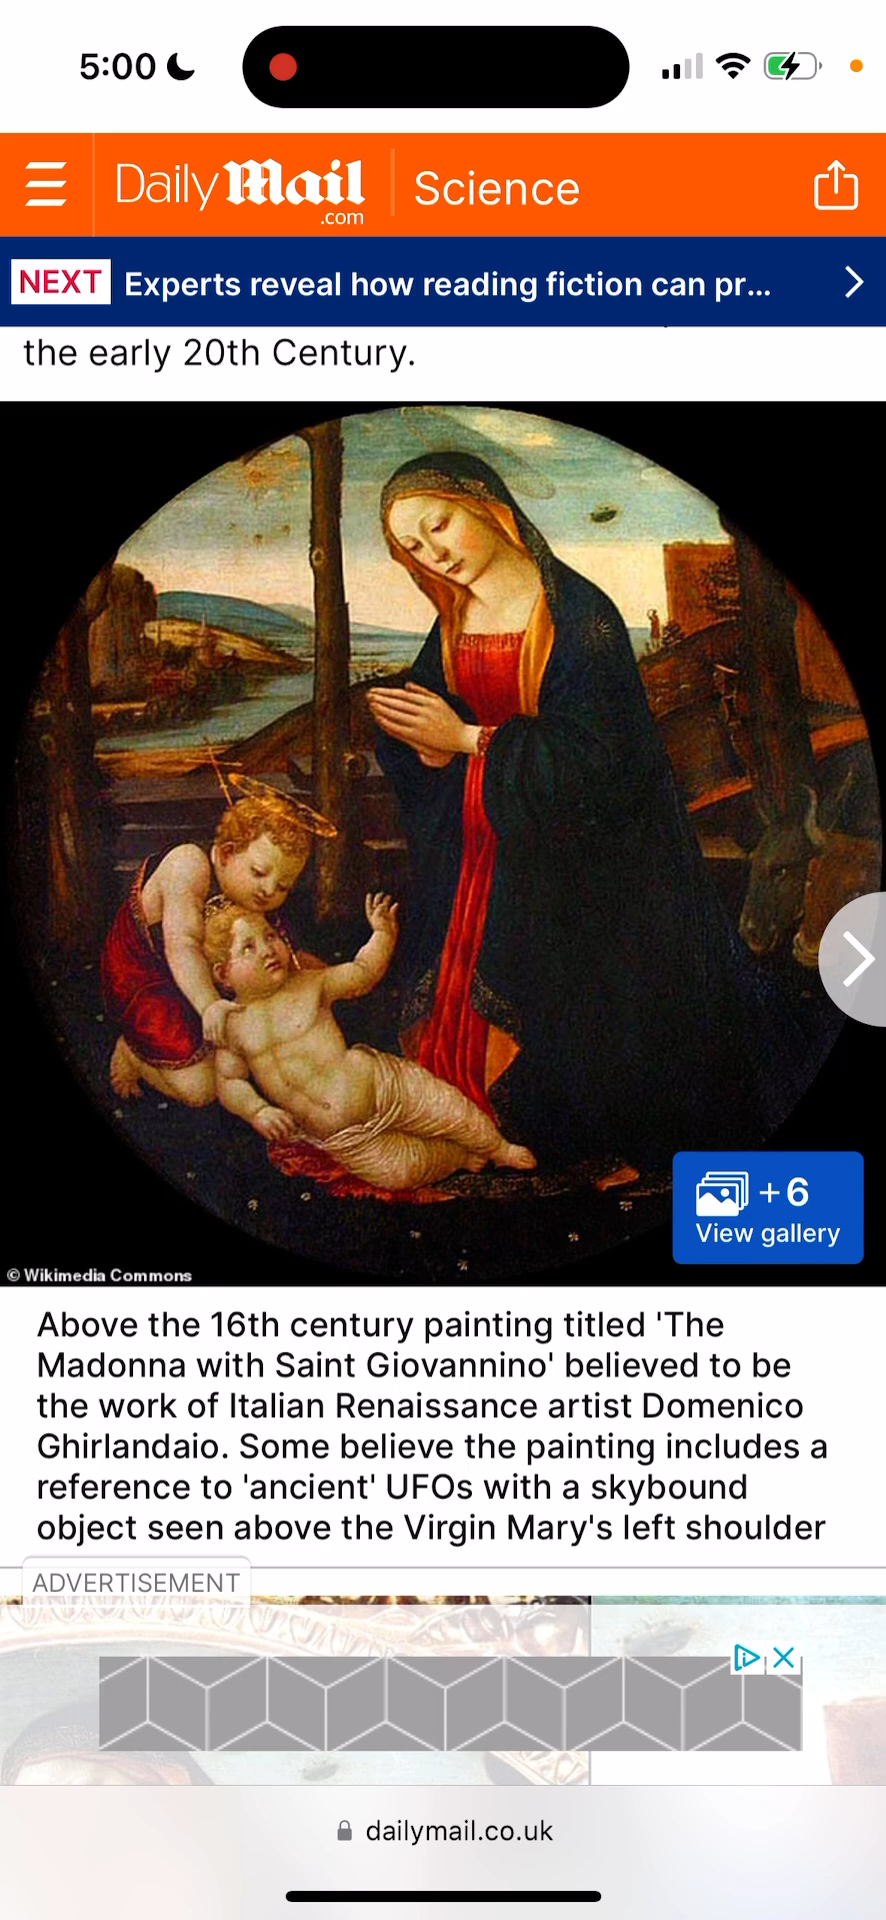 5:00
Daily Mail
.com
Science
NEXT Experts reveal how reading fiction can pr...
the early 20th Century.
+6
View gallery
© Wikimedia Commons
Above the 16th century painting titled 'The
Madonna with Saint Giovannino' believed to be
the work of Italian Renaissance artist Domenico
Ghirlandaio. Some believe the painting includes a
reference to 'ancient' UFOs with a skybound
object seen above the Virgin Mary's left shoulder
ADVERTISEMENT
dailymail.co.uk